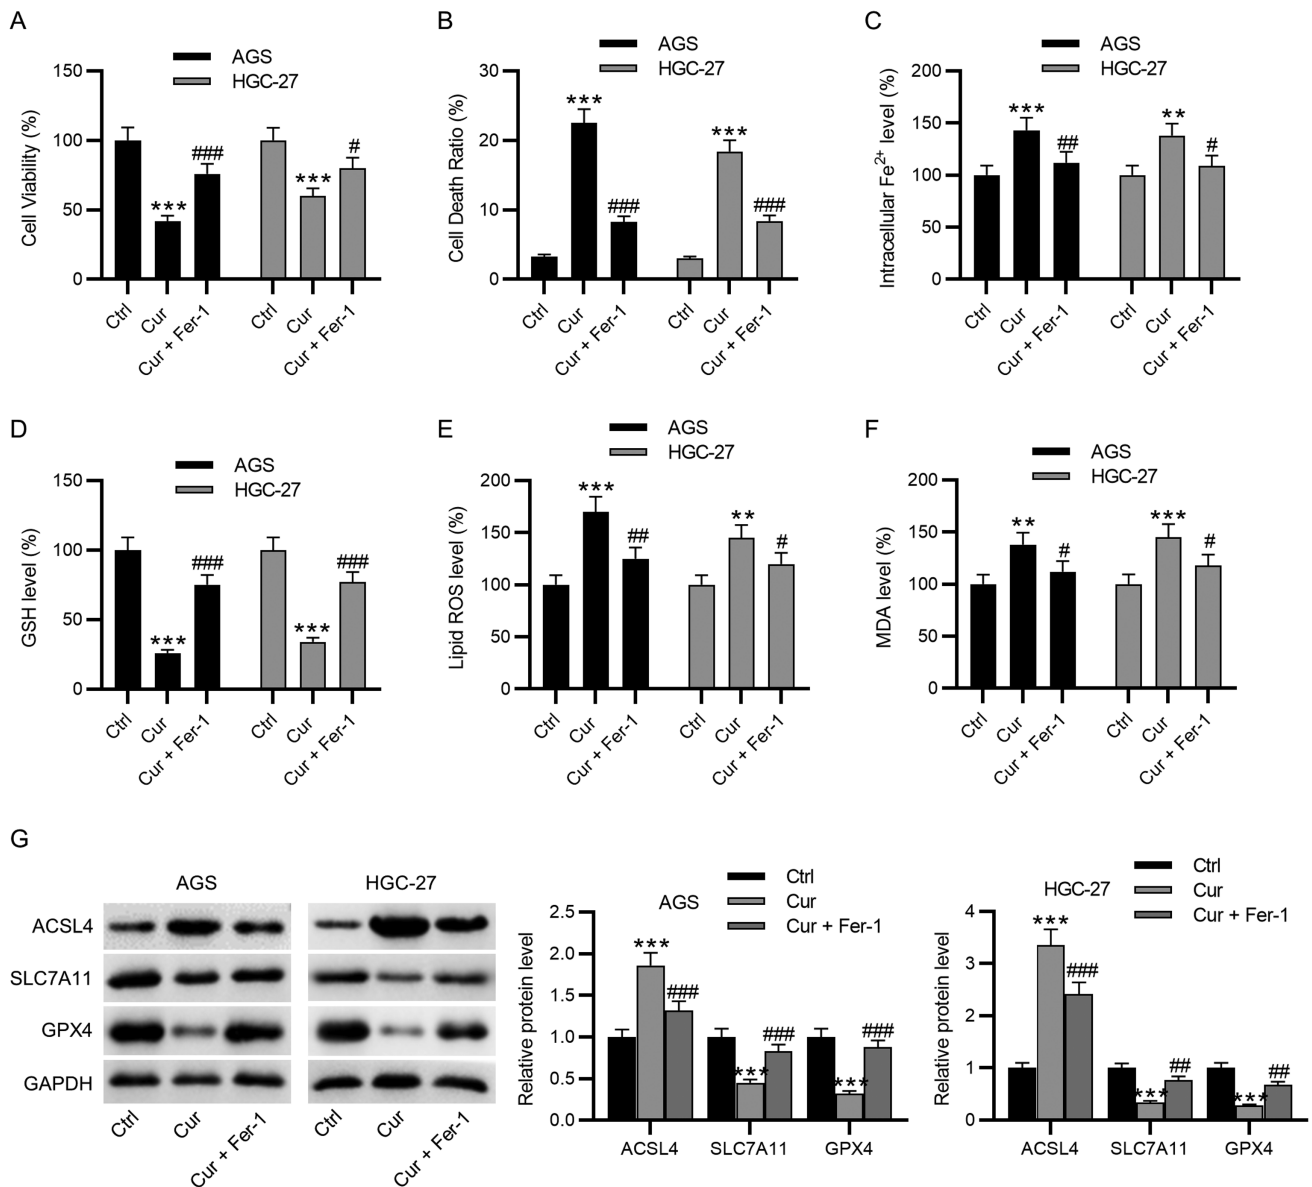 A
AGS
HGC-27
Cell Viability (%)
150
100
50
0
***
###
***
#
Ctrl
Cur
Cur + Fer-1
Ctrl
Cur
Cur + Fer-1
B
AGS
HGC-27
Cell Death Ratio (%)
30
20
10
0
***
###
***
###
Ctrl
Cur
Cur + Fer-1
Ctrl
Cur
Cur + Fer-1
C
AGS
HGC-27
Intracellular Fe²⁺ level (%)
200
150
100
50
0
***
##
**
#
Ctrl
Cur
Cur + Fer-1
Ctrl
Cur
Cur + Fer-1
D
AGS
HGC-27
GSH level (%)
150
100
50
0
***
###
***
###
Ctrl
Cur
Cur + Fer-1
Ctrl
Cur
Cur + Fer-1
E
AGS
HGC-27
Lipid ROS level (%)
200
150
100
50
0
***
##
**
#
Ctrl
Cur
Cur + Fer-1
Ctrl
Cur
Cur + Fer-1
F
AGS
HGC-27
MDA level (%)
200
150
100
50
0
**
#
***
#
Ctrl
Cur
Cur + Fer-1
Ctrl
Cur
Cur + Fer-1
G
AGS
HGC-27
ACSL4
SLC7A11
GPX4
GAPDH
Ctrl
Cur
Cur + Fer-1
Ctrl
Cur
Cur + Fer-1
AGS
Ctrl
Cur
Cur + Fer-1
Relative protein level
2.5
2.0
1.5
1.0
0.5
0
***
###
***
###
***
###
ACSL4
SLC7A11
GPX4
HGC-27
Ctrl
Cur
Cur + Fer-1
Relative protein level
4
3
2
1
0
***
###
***
##
***
##
ACSL4
SLC7A11
GPX4